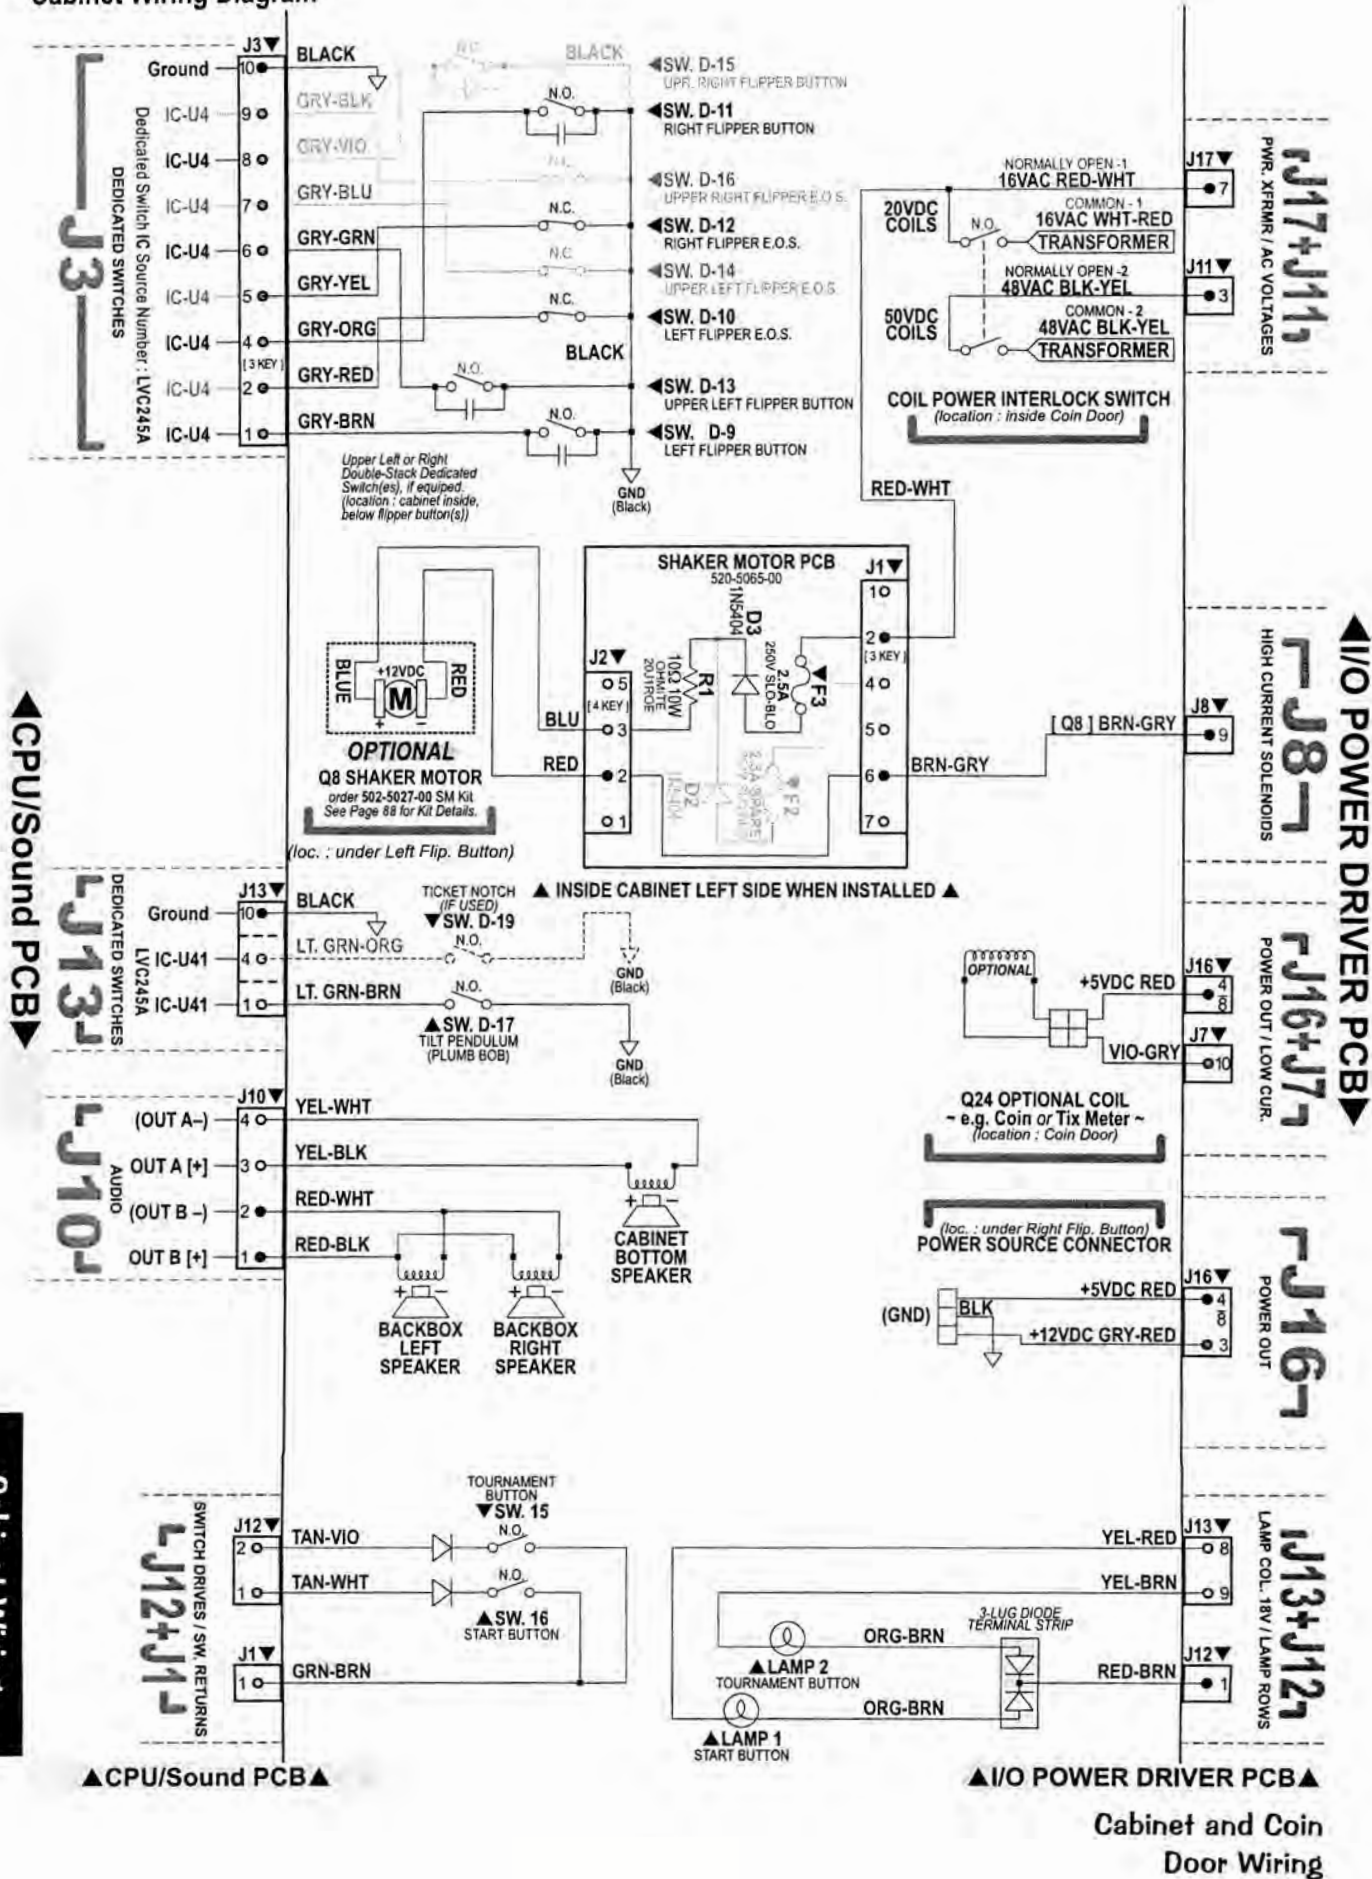 Cabinet Wiring Diagram
J3▼
Ground
10
BLACK
IC-U4
9
GRY-BLK
IC-U4
8
GRY-VIO
IC-U4
7
GRY-BLU
IC-U4
6
GRY-GRN
IC-U4
5
GRY-YEL
IC-U4
4
GRY-ORG
[3 KEY]
IC-U4
2
GRY-RED
IC-U4
1
GRY-BRN
J3
DEDICATED SWITCHES
Dedicated Switch IC Source Number : LVC245A
N.C.
BLACK
◀SW. D-15
UPR. RIGHT FLIPPER BUTTON
N.O.
◀SW. D-11
RIGHT FLIPPER BUTTON
N.C.
◀SW. D-16
UPPER RIGHT FLIPPER E.O.S.
N.C.
◀SW. D-12
RIGHT FLIPPER E.O.S.
N.C.
◀SW. D-14
UPPER LEFT FLIPPER E.O.S.
N.C.
◀SW. D-10
LEFT FLIPPER E.O.S.
BLACK
N.O.
◀SW. D-13
UPPER LEFT FLIPPER BUTTON
N.O.
◀SW. D-9
LEFT FLIPPER BUTTON
GND
(Black)
Upper Left or Right
Double-Stack Dedicated
Switch(es), if equiped.
(location : cabinet inside,
below flipper button(s))
J17+J11
PWR. XFRMR / AC VOLTAGES
NORMALLY OPEN -1
16VAC RED-WHT
J17▼
7
20VDC
COILS
N.O.
COMMON - 1
16VAC WHT-RED
TRANSFORMER
NORMALLY OPEN -2
48VAC BLK-YEL
J11▼
3
50VDC
COILS
COMMON - 2
48VAC BLK-YEL
TRANSFORMER
COIL POWER INTERLOCK SWITCH
(location : inside Coin Door)
RED-WHT
SHAKER MOTOR PCB
520-5065-00
J1▼
1
2
[3 KEY]
4
5
6
7
J2▼
5
[4 KEY]
3
2
1
R1
10Ω 10W
OHMITE
20J1ROE
D3
1N5404
▼F3
2.5A
250V SLO-BLO
D2
F2
BLU
RED
BLUE
+12VDC
M
+ −
RED
OPTIONAL
Q8 SHAKER MOTOR
order 502-5027-00 SM Kit
See Page 88 for Kit Details.
(loc. : under Left Flip. Button)
BRN-GRY
[ Q8 ] BRN-GRY
J8▼
9
J8
HIGH CURRENT SOLENOIDS
▲ INSIDE CABINET LEFT SIDE WHEN INSTALLED ▲
◀CPU/Sound PCB▶
◀I/O POWER DRIVER PCB▶
J13
DEDICATED SWITCHES
LVC245A
J13▼
Ground
10
BLACK
IC-U41
4
LT. GRN-ORG
IC-U41
1
LT. GRN-BRN
TICKET NOTCH
(IF USED)
▼SW. D-19
N.O.
GND
(Black)
N.O.
▲SW. D-17
TILT PENDULUM
(PLUMB BOB)
GND
(Black)
J16+J7
POWER OUT / LOW CUR.
OPTIONAL
+5VDC RED
J16▼
4
8
VIO-GRY
J7▼
10
Q24 OPTIONAL COIL
~ e.g. Coin or Tix Meter ~
(location : Coin Door)
J10
AUDIO
J10▼
(OUT A–)
4
YEL-WHT
OUT A [+]
3
YEL-BLK
(OUT B –)
2
RED-WHT
OUT B [+]
1
RED-BLK
+ −
CABINET
BOTTOM
SPEAKER
+ −
BACKBOX
LEFT
SPEAKER
+ −
BACKBOX
RIGHT
SPEAKER
(loc. : under Right Flip. Button)
POWER SOURCE CONNECTOR
J16
POWER OUT
J16▼
+5VDC RED
4
8
(GND)
BLK
+12VDC GRY-RED
3
J12+J1
SWITCH DRIVES / SW. RETURNS
J12▼
2
TAN-VIO
1
TAN-WHT
J1▼
1
GRN-BRN
TOURNAMENT
BUTTON
▼SW. 15
N.O.
N.O.
▲SW. 16
START BUTTON
J13+J12
LAMP COL. 18V / LAMP ROWS
YEL-RED
J13▼
8
YEL-BRN
9
3-LUG DIODE
TERMINAL STRIP
ORG-BRN
▲LAMP 2
TOURNAMENT BUTTON
RED-BRN
J12▼
1
ORG-BRN
▲LAMP 1
START BUTTON
▲CPU/Sound PCB▲
▲I/O POWER DRIVER PCB▲
Cabinet and Coin
Door Wiring